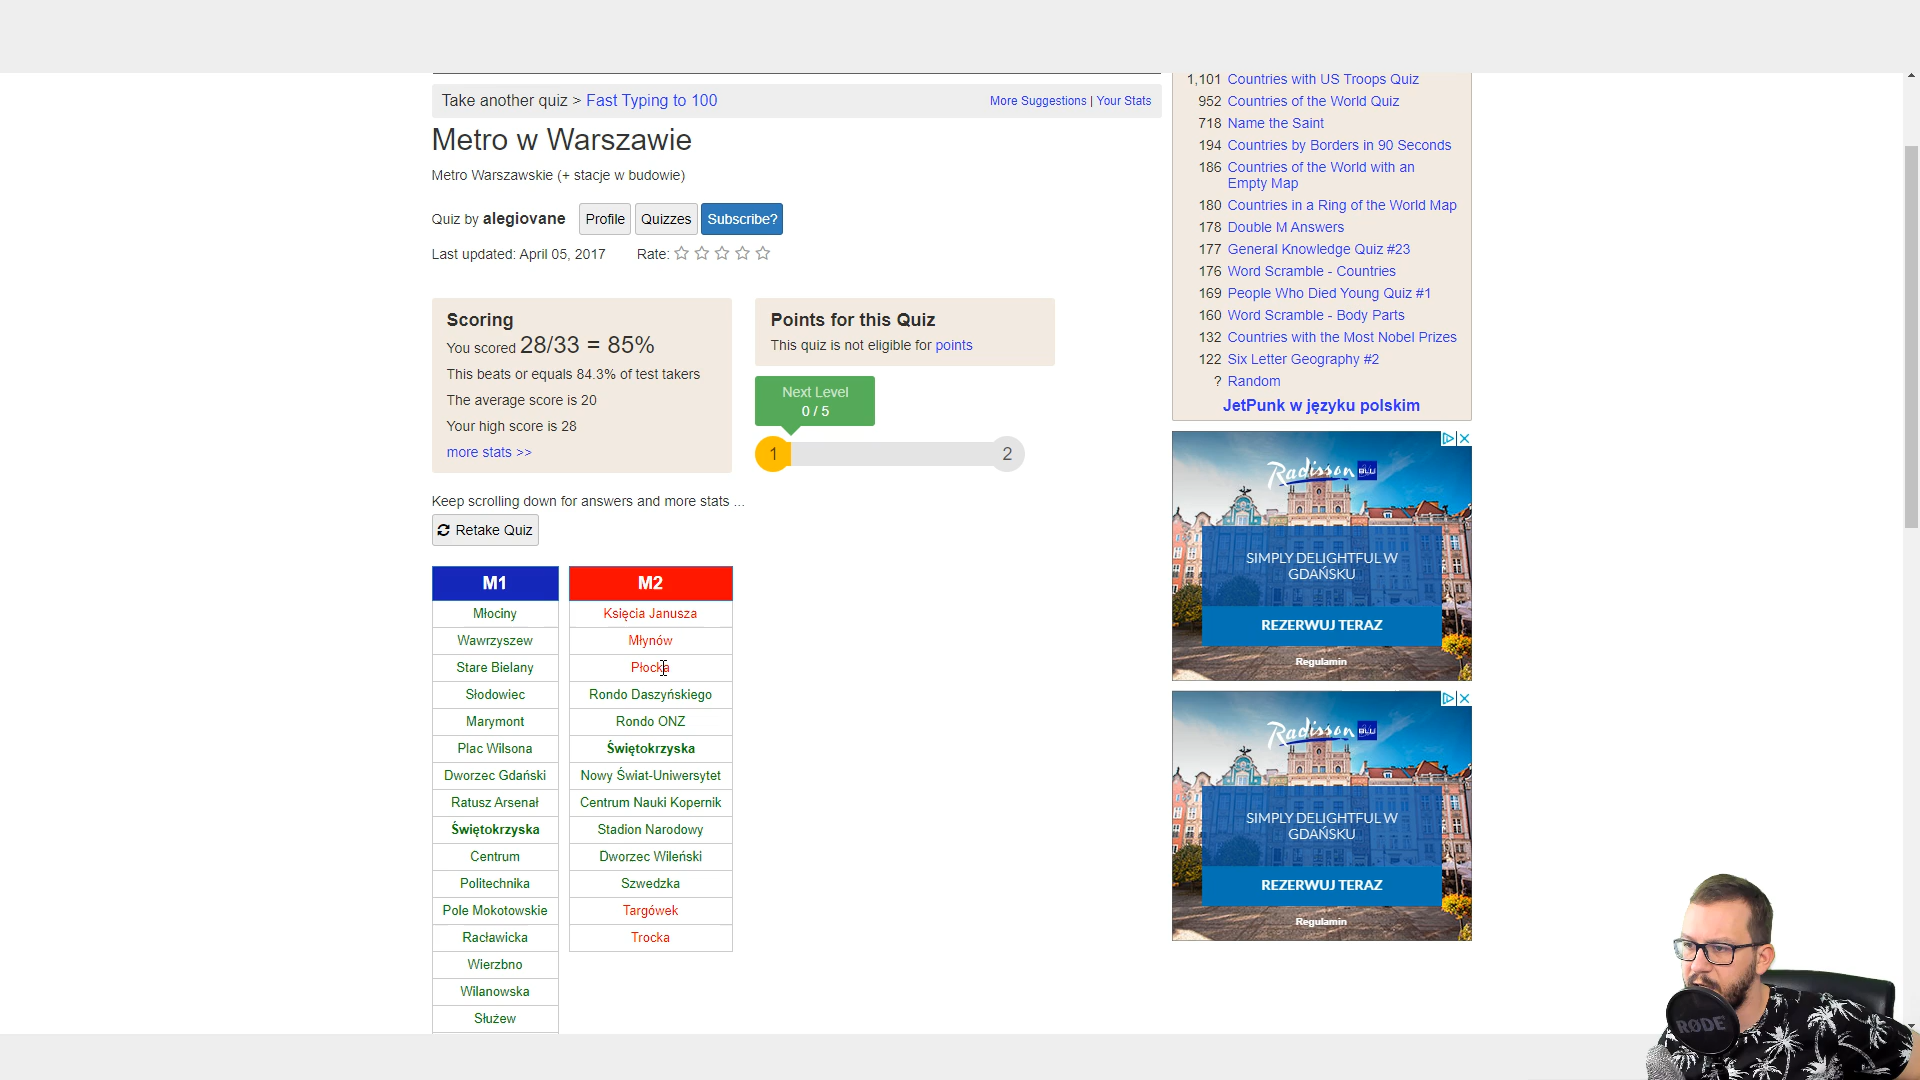 Take another quiz > Fast Typing to 100
More Suggestions | Your Stats
Metro w Warszawie
Metro Warszawskie (+ stacje w budowie)
Quiz by alegiovane Profile Quizzes Subscribe?
Last updated: April 05, 2017 Rate:
Scoring
You scored 28/33 = 85%
This beats or equals 84.3% of test takers
The average score is 20
Your high score is 28
more stats >>
Points for this Quiz
This quiz is not eligible for points
Next Level
0 / 5
1 2
Keep scrolling down for answers and more stats ...
Retake Quiz
M1
Młociny
Wawrzyszew
Stare Bielany
Słodowiec
Marymont
Plac Wilsona
Dworzec Gdański
Ratusz Arsenał
Świętokrzyska
Centrum
Politechnika
Pole Mokotowskie
Racławicka
Wierzbno
Wilanowska
Służew
M2
Księcia Janusza
Młynów
Płocka
Rondo Daszyńskiego
Rondo ONZ
Świętokrzyska
Nowy Świat-Uniwersytet
Centrum Nauki Kopernik
Stadion Narodowy
Dworzec Wileński
Szwedzka
Targówek
Trocka
1,101 Countries with US Troops Quiz
952 Countries of the World Quiz
718 Name the Saint
194 Countries by Borders in 90 Seconds
186 Countries of the World with an
Empty Map
180 Countries in a Ring of the World Map
178 Double M Answers
177 General Knowledge Quiz #23
176 Word Scramble - Countries
169 People Who Died Young Quiz #1
160 Word Scramble - Body Parts
132 Countries with the Most Nobel Prizes
122 Six Letter Geography #2
? Random
JetPunk w języku polskim
Radisson BLU
SIMPLY DELIGHTFUL W
GDAŃSKU
REZERWUJ TERAZ
Regulamin
Radisson BLU
SIMPLY DELIGHTFUL W
GDAŃSKU
REZERWUJ TERAZ
Regulamin
RØDE